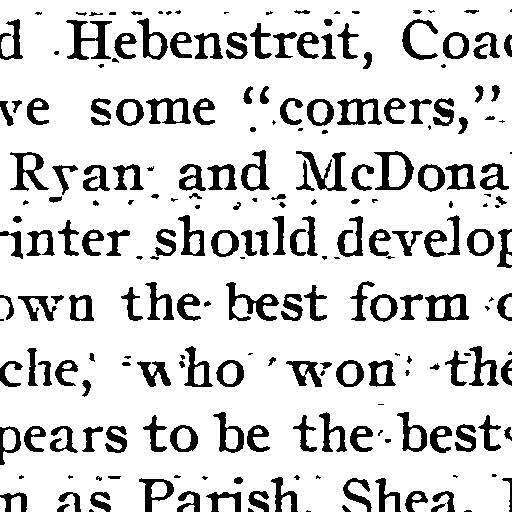 d Hebenstreit, Coac
ve some “comers,”
Ryan and McDonal
rinter should develop
own the best form o
che, who won the
pears to be the best
n as Parish, Shea,